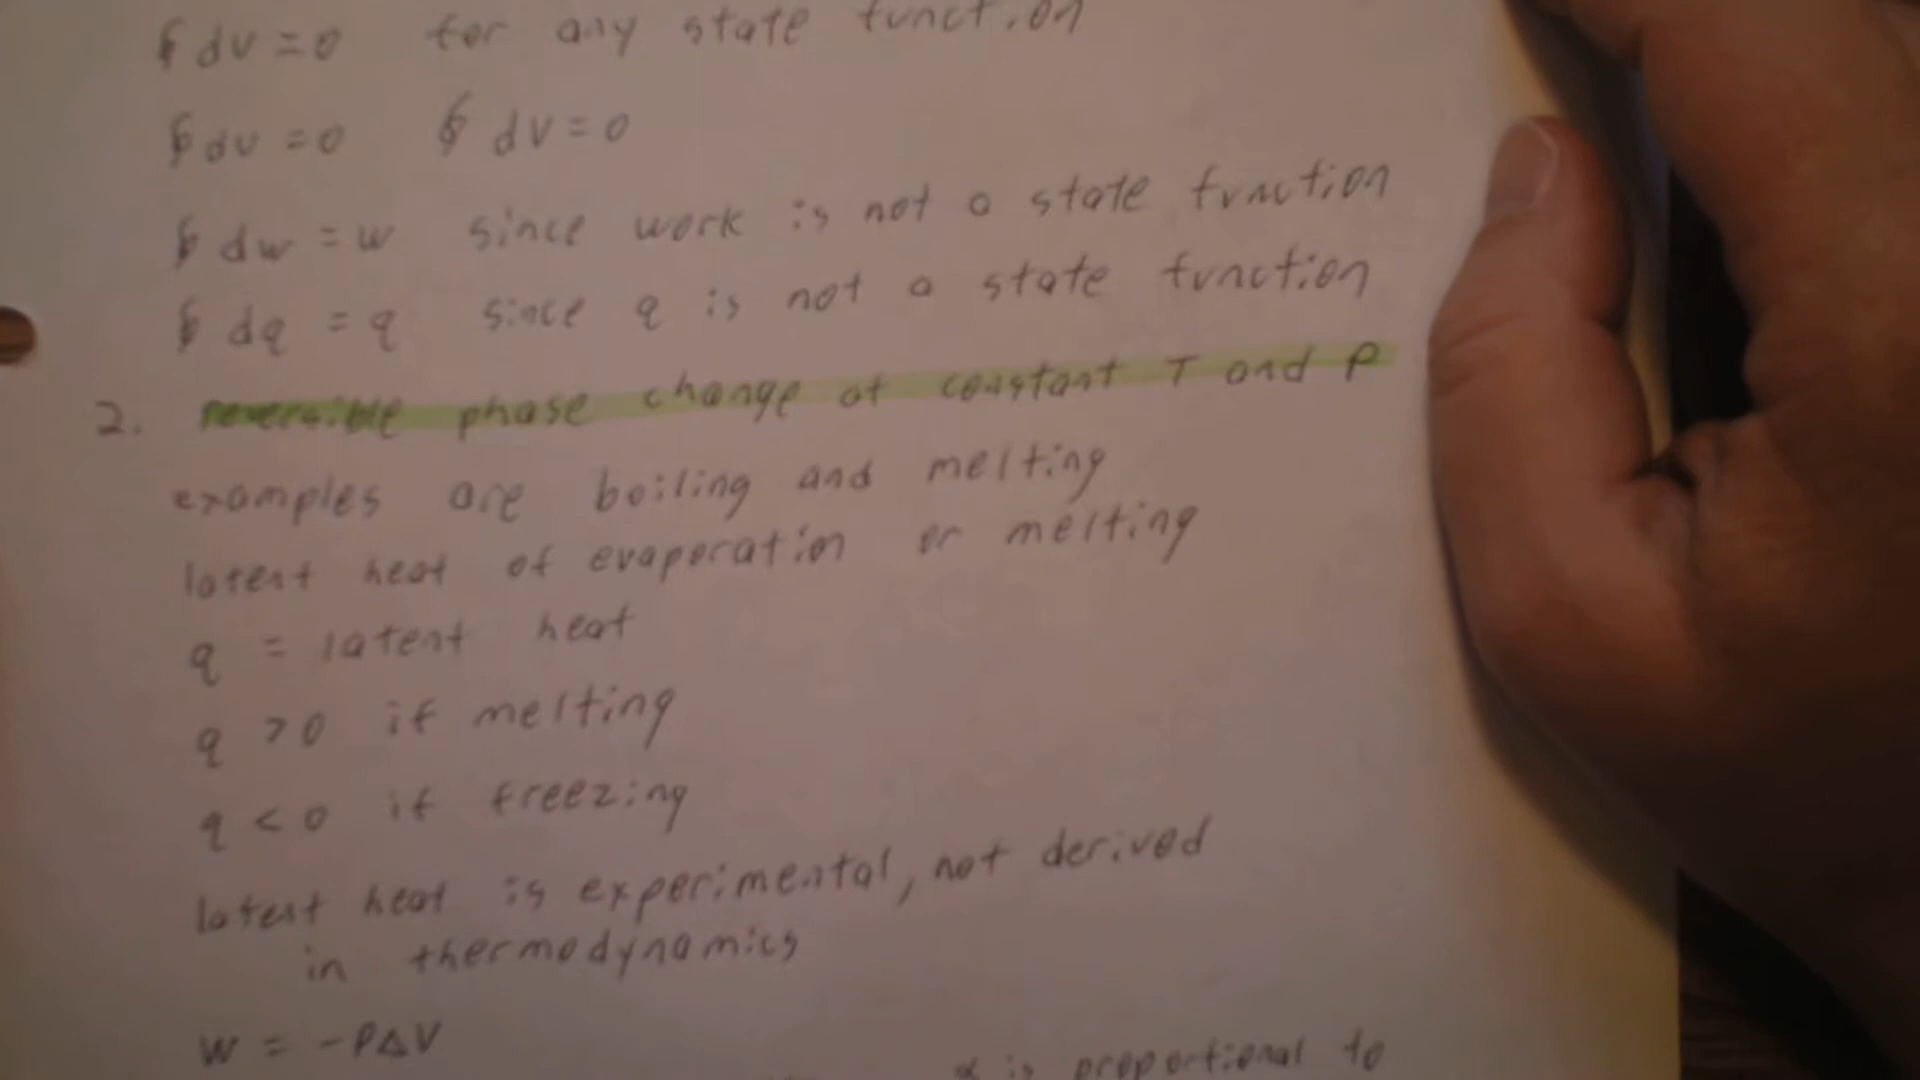 ∮ dv = 0 for any state function
∮ du = 0 ∮ dV = 0
∮ dw = w since work is not a state function
∮ dq = q since q is not a state function
2. reversible phase change at constant T and P
examples are boiling and melting
latent heat of evaporation or melting
q = latent heat
q > 0 if melting
q < 0 if freezing
latent heat is experimental, not derived
in thermodynamics
w = -PΔV
∝ is proportional to